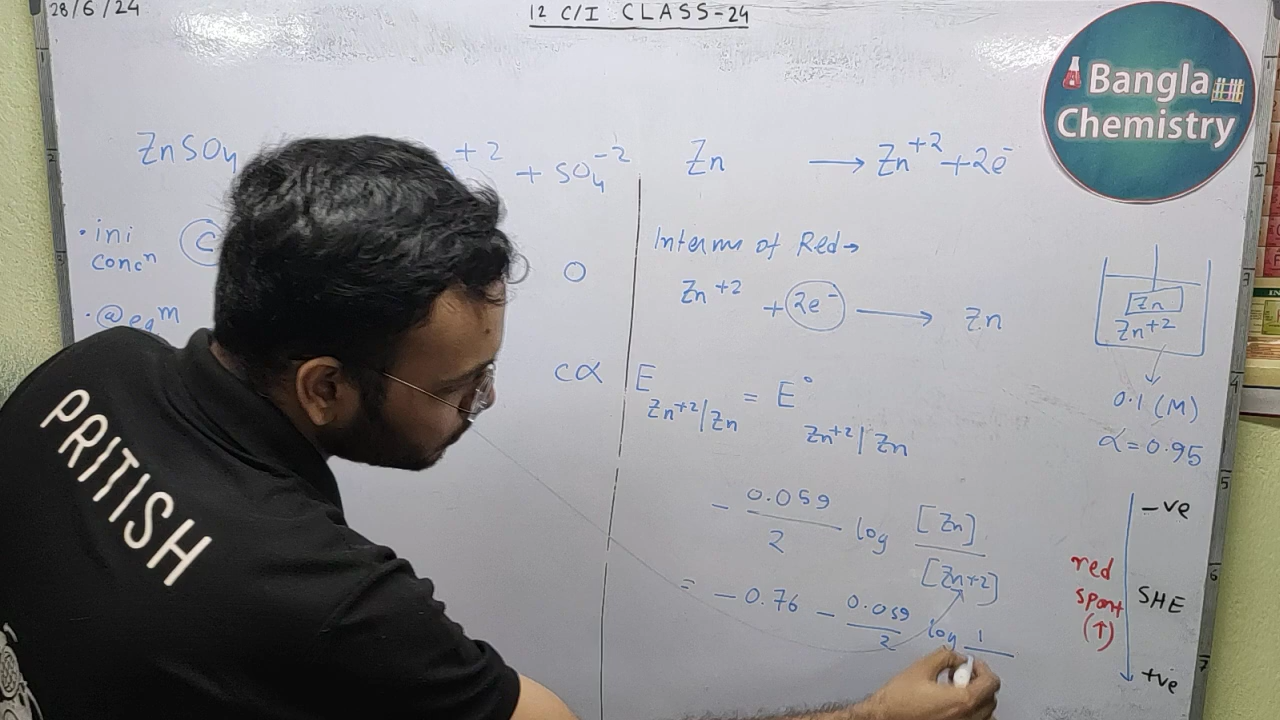 28/6/24
12 C/I CLASS-24
Bangla
Chemistry
ZnSO4 +2 + SO4⁻²
• ini C 0
concⁿ
• @eqᵐ
cα
Zn → Zn⁺² + 2e⁻
Interms of Red→
Zn⁺² + 2e⁻ → Zn
E Zn⁺²/Zn = E° Zn⁺²/Zn
- 0.059/2 log [Zn]/[Zn+2]
= - 0.76 - 0.059/2 log 1/
Zn
Zn⁺²
0.1 (M)
α = 0.95
-ve
red
spont
(↑)
SHE
+ve
PRITISH